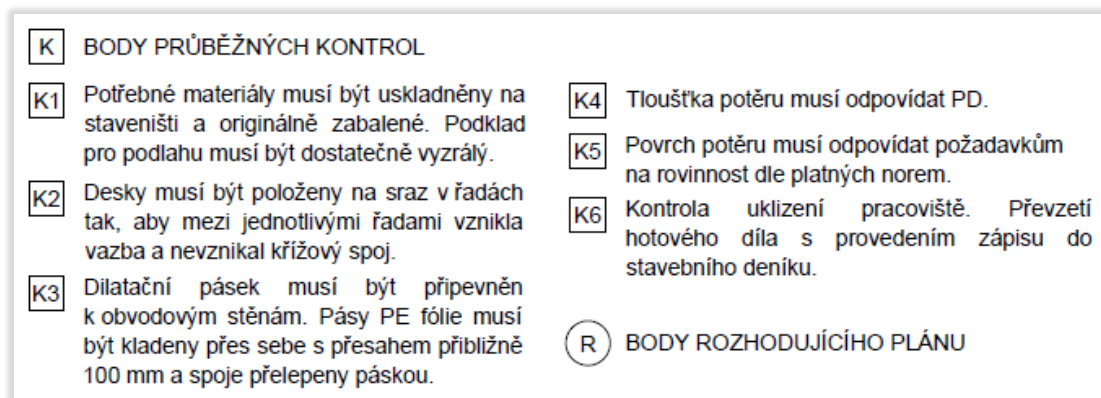 K BODY PRŮBĚŽNÝCH KONTROL
K1 Potřebné materiály musí být uskladněny na
staveništi a originálně zabalené. Podklad
pro podlahu musí být dostatečně vyzrálý.
K2 Desky musí být položeny na sraz v řadách
tak, aby mezi jednotlivými řadami vznikla
vazba a nevznikal křížový spoj.
K3 Dilatační pásek musí být připevněn
k obvodovým stěnám. Pásy PE fólie musí
být kladeny přes sebe s přesahem přibližně
100 mm a spoje přelepeny páskou.
K4 Tloušťka potěru musí odpovídat PD.
K5 Povrch potěru musí odpovídat požadavkům
na rovinnost dle platných norem.
K6 Kontrola uklizení pracoviště. Převzetí
hotového díla s provedením zápisu do
stavebního deníku.
R BODY ROZHODUJÍCÍHO PLÁNU